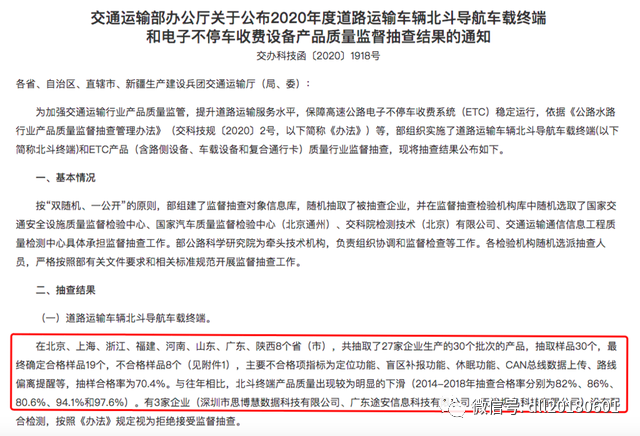 交通运输部办公厅关于公布2020年度道路运输车辆北斗导航车载终端
和电子不停车收费设备产品质量监督抽查结果的通知
交办科技函〔2020〕1918号
各省、自治区、直辖市、新疆生产建设兵团交通运输厅（局、委）：
为加强交通运输行业产品质量监管，提升道路运输服务水平，保障高速公路电子不停车收费系统（ETC）稳定运行，依据《公路水路
行业产品质量监督抽查管理办法》（交科技规〔2020〕2号，以下简称《办法》）等，部组织实施了道路运输车辆北斗导航车载终端(以下
简称北斗终端)和ETC产品（含路侧设备、车载设备和复合通行卡）质量行业监督抽查，现将抽查结果公布如下。
一、基本情况
按“双随机、一公开”的原则，部组建了监督抽查对象信息库，随机抽取了被抽查企业，并在监督抽查检验机构库中随机选取了国家交
通安全设施质量监督检验中心、国家汽车质量监督检验中心（北京通州）、交科院检测技术（北京）有限公司、交通运输通信信息工程质
量检测中心具体承担监督抽查工作。部公路科学研究院为牵头技术机构，负责组织协调和监督检查等工作。各检验机构随机选派抽查人
员，严格按照部有关文件要求和相关标准规范开展监督抽查工作。
二、抽查结果
（一）道路运输车辆北斗导航车载终端。
在北京、上海、浙江、福建、河南、山东、广东、陕西8个省（市），共抽取了27家企业生产的30个批次的产品，抽取样品30个，最
终确定合格样品19个，不合格样品8个（见附件1），主要不合格项指标为定位功能、盲区补报功能、休眠功能、CAN总线数据上传、路线
偏离提醒等，抽样合格率为70.4%。与往年相比，北斗终端产品质量出现较为明显的下滑（2014-2018年抽查合格率分别为82%、86%、
80.6%、94.1%和97.6%）。有3家企业（深圳市思博慧数据科技有限公司、广东途安信息科技有
合检测，按照《办法》规定视为拒绝接受监督抽查。
微信号: dll20180601